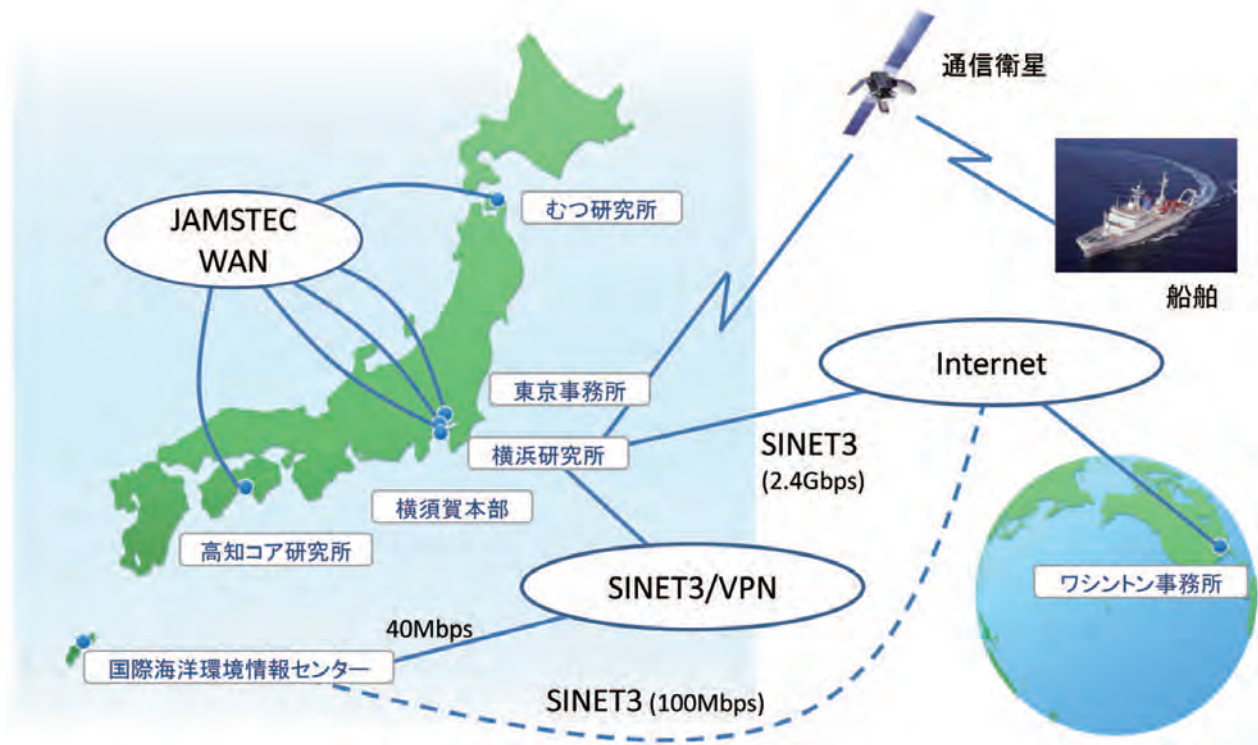 通信衛星
JAMSTEC
WAN
むつ研究所
船舶
Internet
東京事務所
横浜研究所
SINET3
(2.4Gbps)
横須賀本部
高知コア研究所
SINET3/VPN
ワシントン事務所
40Mbps
国際海洋環境情報センター
SINET3 (100Mbps)